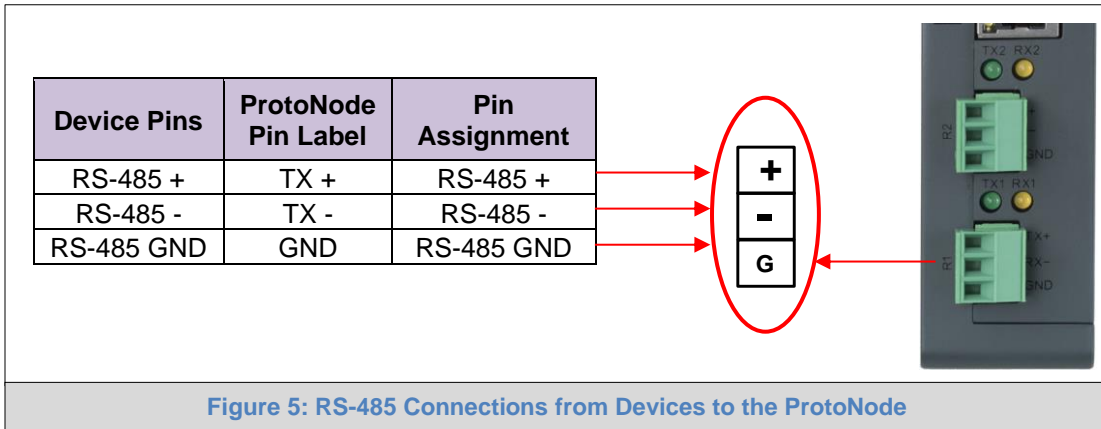 Device Pins ProtoNode Pin Label Pin Assignment
RS-485 + TX + RS-485 +
RS-485 - TX - RS-485 -
RS-485 GND GND RS-485 GND
+
-
G
TX2 RX2
R2
+
-
GND
TX1 RX1
R1
TX+
RX-
GND
Figure 5: RS-485 Connections from Devices to the ProtoNode